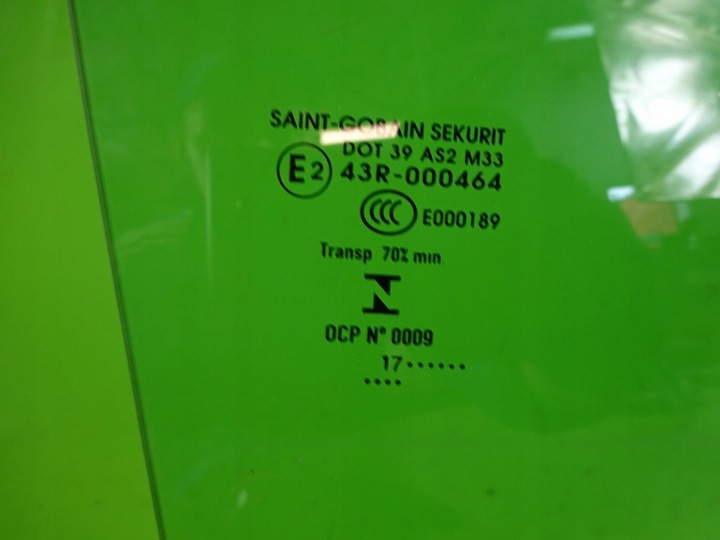 SAINT-GOBAIN SEKURIT
DOT 39 AS2 M33
E2 43R-000464
CCC E000189
Transp 70% min
OCP N° 0009
17······
····